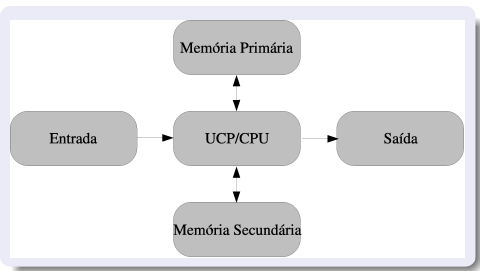 Memória Primária
Entrada
UCP/CPU
Saída
Memória Secundária